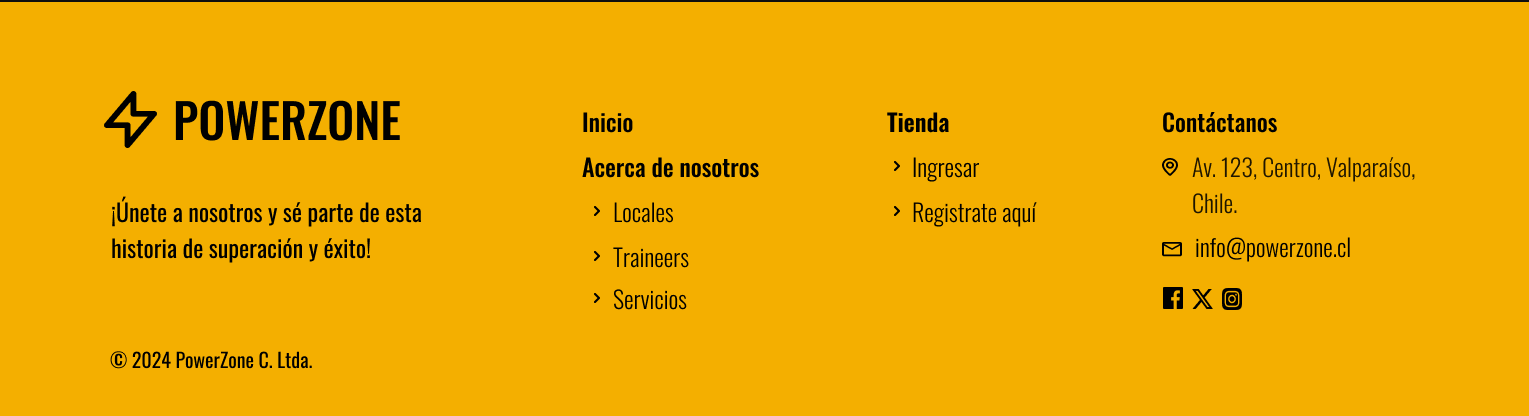 POWERZONE
¡Únete a nosotros y sé parte de esta
historia de superación y éxito!
© 2024 PowerZone C. Ltda.
Inicio
Acerca de nosotros
Locales
Traineers
Servicios
Tienda
Ingresar
Registrate aquí
Contáctanos
Av. 123, Centro, Valparaíso,
Chile.
info@powerzone.cl